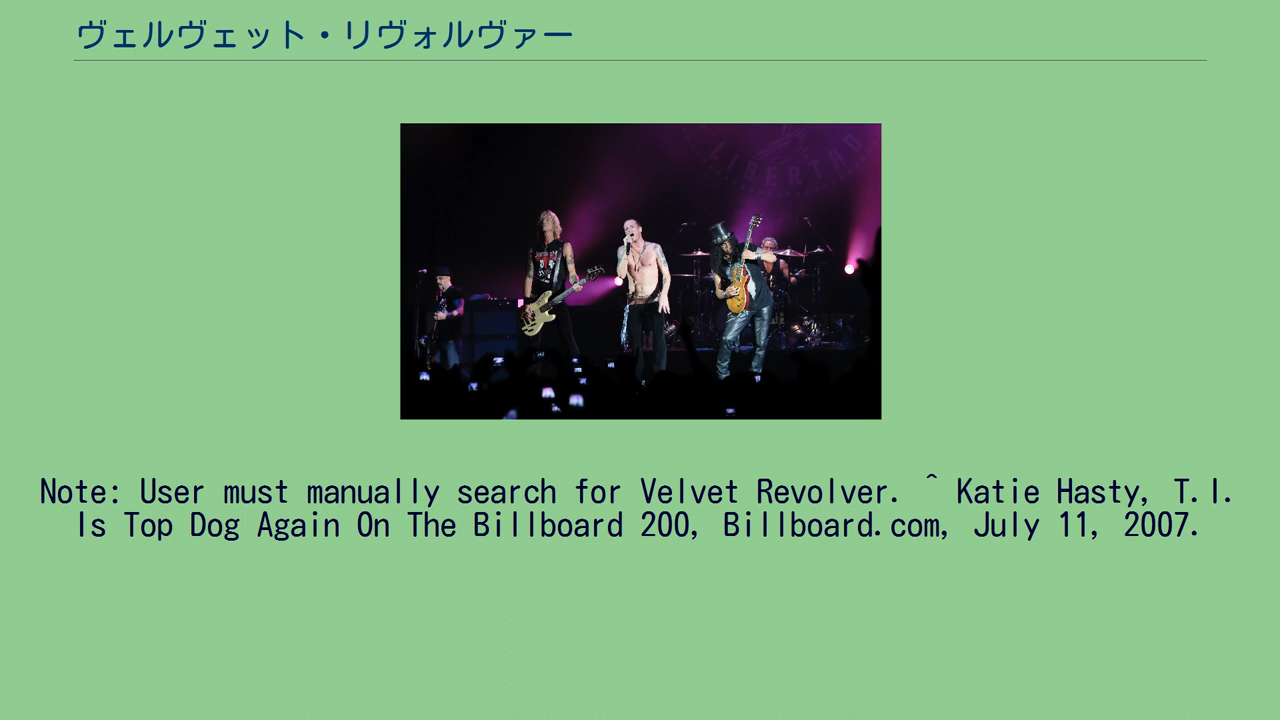 ヴェルヴェット・リヴォルヴァー
LIBERTAD
Note: User must manually search for Velvet Revolver. ^ Katie Hasty, T.I.
Is Top Dog Again On The Billboard 200, Billboard.com, July 11, 2007.